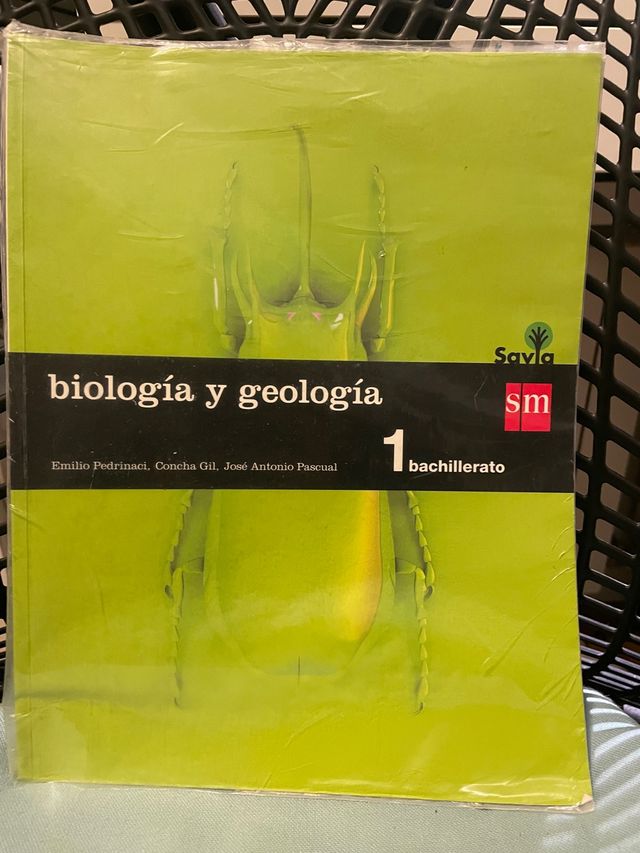 Savia
biología y geología
sm
1 bachillerato
Emilio Pedrinaci, Concha Gil, José Antonio Pascual